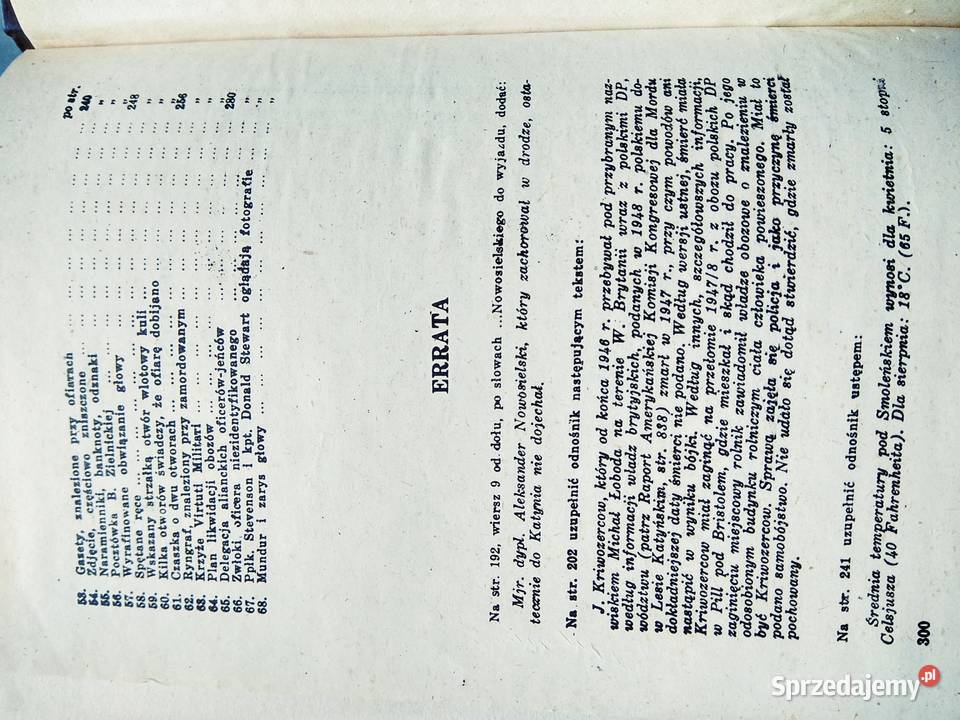 po str.
53. Gazety, znalezione przy ofiarach ... ... ... ... ... 240
54. Zdjęcie, częściowo zniszczone ... ... ... ... ... „
55. Naramienniki, banknoty, odznaki ... ... ... ... „
56. Pocztówka B. Zielnickiej ... ... ... ... ... „
57. Wyrafinowane obwiązanie głowy ... ... ... ... „
58. Spętane ręce ... ... ... ... ... ... ... 248
59. Wskazany strzałką otwór wlotowy kuli ... ... ... „
60. Kilka otworów świadczy, że ofiarę dobijano ... ... „
61. Czaszka o dwu otworach ... ... ... ... ... „
62. Ryngraf, znaleziony przy zamordowanym ... ... ... 256
63. Krzyże Virtuti Militari ... ... ... ... ... „
64. Plan likwidacji obozów ... ... ... ... ... „
65. Delegacja alianckich oficerów-jeńców ... ... ... „
66. Zwłoki oficera niezidentyfikowanego ... ... ... 280
67. Ppłk. Stevenson i kpt. Donald Stewart oglądają fotografie „
68. Mundur i zarys głowy ... ... ... ... ... „
ERRATA
Na str. 192, wiersz 9 od dołu, po słowach ...Nowosielskiego do wyjazdu, dodać:
Mjr. dypl. Aleksander Nowosielski, który zachorował w drodze, osta-
tecznie do Katynia nie dojechał.
Na str. 202 uzupełnić odnośnik następującym tekstem:
J. Kriwozercow, który od końca 1946 r. przebywał pod przybranym naz-
wiskiem Michał Łoboda na terenie W. Brytanii wraz z polskimi DP,
według informacji władz brytyjskich, podanych w 1948 r. polskiemu do-
wództwu (patrz Raport Amerykańskiej Komisji Kongresowej dla Mordu
w Lesie Katyńskim, str. 838) zmarł w 1947 r., przy czym powodów ani
dokładniejszej daty śmierci nie podano. Według wersji ustnej, śmierć miała
nastąpić w wyniku bójki. Według innych, szczegółowszych informacji,
Kriwozercow miał zaginąć na przełomie 1947/8 r. z obozu polskich DP
w Pill pod Bristolem, gdzie mieszkał i skąd chodził do pracy. Po jego
zaginięciu miejscowy rolnik zawiadomił władze obozowe o znalezieniu w
odosobionym budynku rolniczym ciała człowieka powieszonego. Miał to
być Kriwozercow. Sprawą zajęła się policja i jako przyczynę śmierci
podano samobójstwo. Nie udało się dotąd stwierdzić, gdzie zmarły został
pochowany.
Na str. 241 uzupełnić odnośnik ustępem:
Średnia temperatury pod Smoleńskiem wynosi dla kwietnia: 5 stopni
Celsjusza (40 Fahrenheita). Dla sierpnia: 18°C. (65 F.).
300
Sprzedajemy.pl